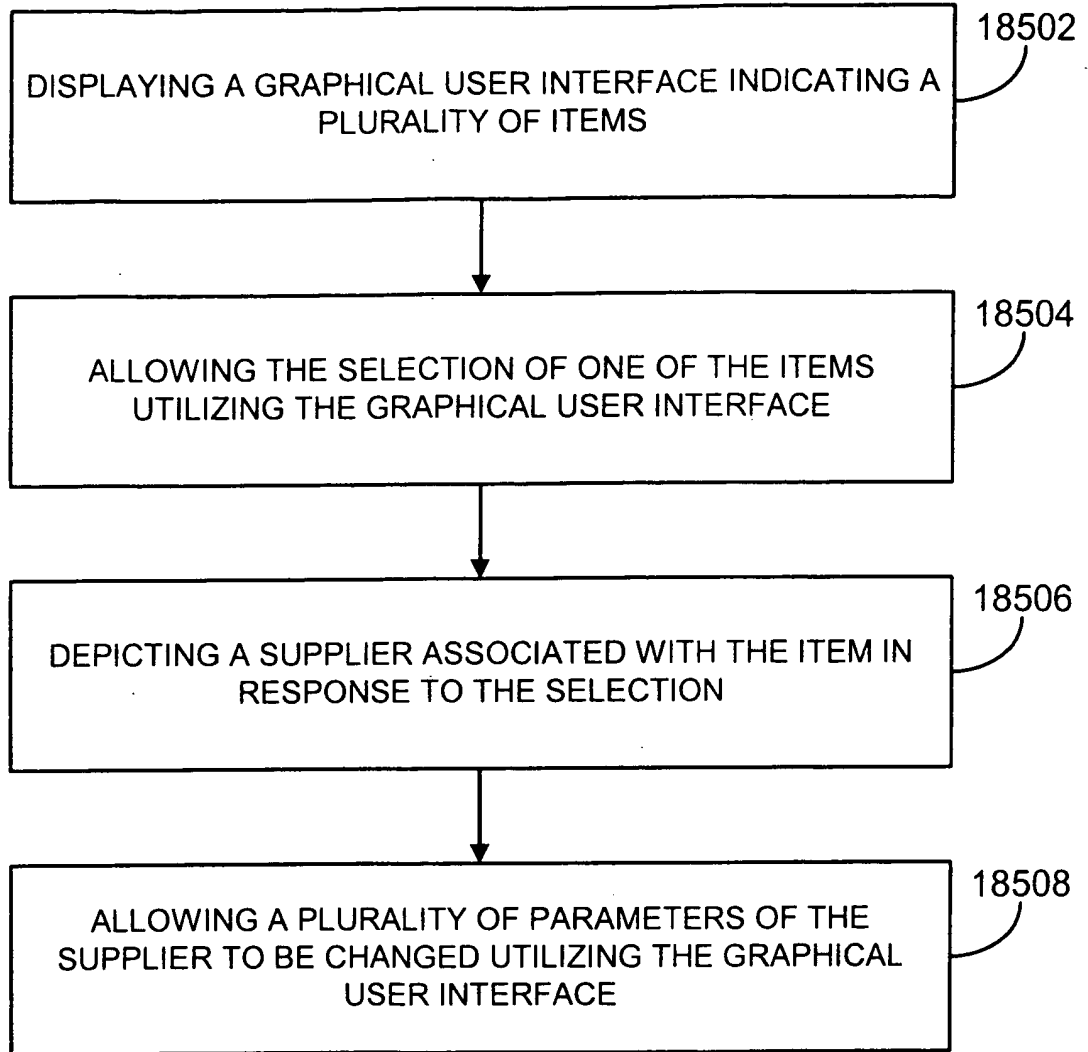 18502
DISPLAYING A GRAPHICAL USER INTERFACE INDICATING A
PLURALITY OF ITEMS
18504
ALLOWING THE SELECTION OF ONE OF THE ITEMS
UTILIZING THE GRAPHICAL USER INTERFACE
18506
DEPICTING A SUPPLIER ASSOCIATED WITH THE ITEM IN
RESPONSE TO THE SELECTION
18508
ALLOWING A PLURALITY OF PARAMETERS OF THE
SUPPLIER TO BE CHANGED UTILIZING THE GRAPHICAL
USER INTERFACE